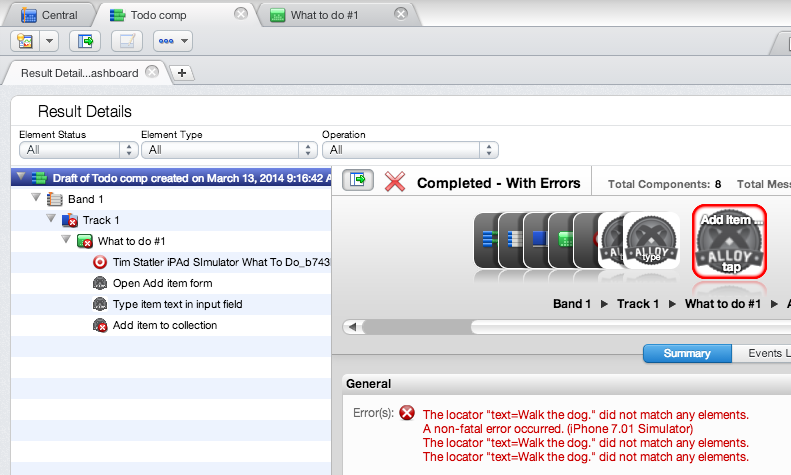 Central
Todo comp
What to do #1
Result Detail...ashboard
Result Details
Element Status
Element Type
Operation
All
All
All
Draft of Todo comp created on March 13, 2014 9:16:42 A
Completed - With Errors
Total Components: 8
Total Mess
Band 1
Track 1
What to do #1
Tim Statler iPAd SImulator What To Do_b743
Open Add item form
Type item text in input field
Add item to collection
type
Add Item ...
ALLOY
tap
Band 1
Track 1
What to do #1
Summary
Events L
General
Error(s):
The locator "text=Walk the dog." did not match any elements.
A non-fatal error occurred. (iPhone 7.01 Simulator)
The locator "text=Walk the dog." did not match any elements.
The locator "text=Walk the dog." did not match any elements.